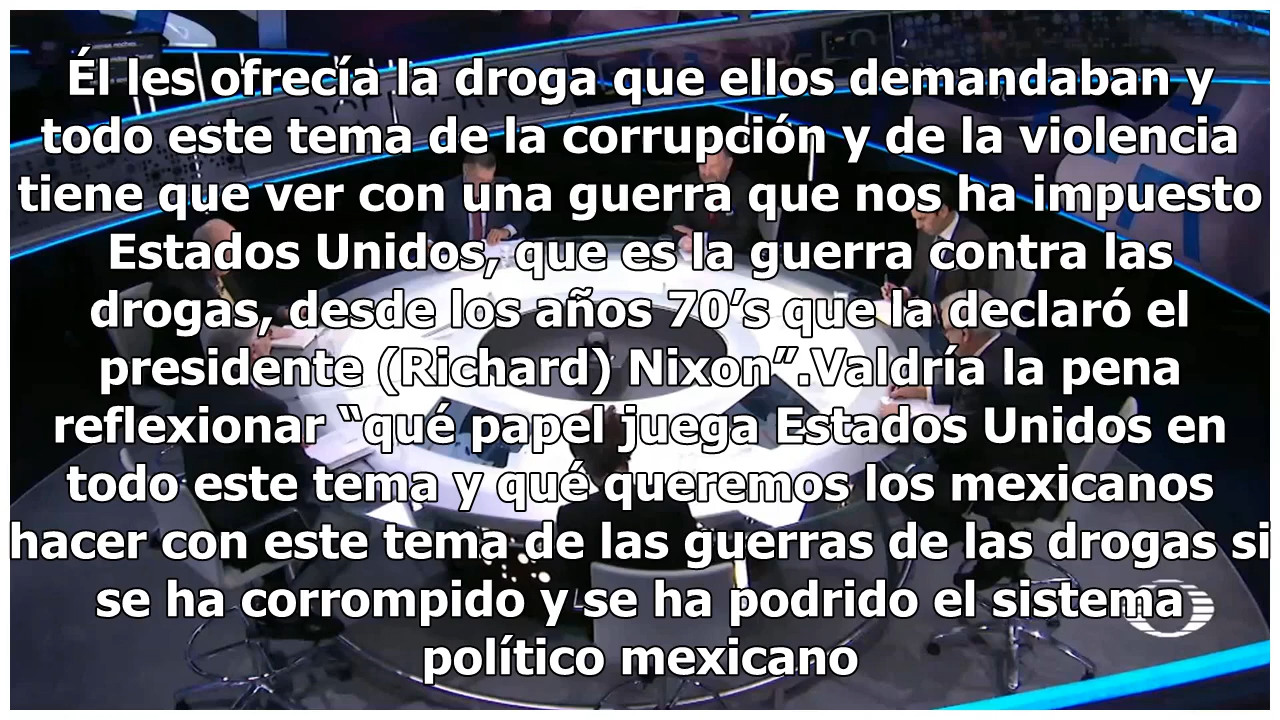 Él les ofrecía la droga que ellos demandaban y
todo este tema de la corrupción y de la violencia
tiene que ver con una guerra que nos ha impuesto
Estados Unidos, que es la guerra contra las
drogas, desde los años 70’s que la declaró el
presidente (Richard) Nixon”.Valdría la pena
reflexionar “qué papel juega Estados Unidos en
todo este tema y qué queremos los mexicanos
hacer con este tema de las guerras de las drogas si
se ha corrompido y se ha podrido el sistema
político mexicano